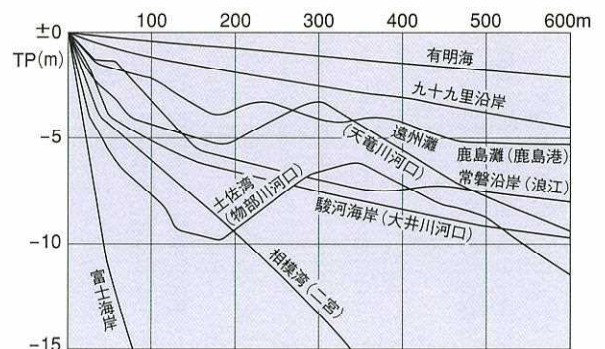 100 200 300 400 500 600m
±0
TP(m)
有明海
九十九里沿岸
遠州灘
(天竜川河口)
鹿島灘(鹿島港)
-5
常磐沿岸(浪江)
土佐湾
(物部川河口)
駿河海岸(大井川河口)
-10
相模湾(二宮)
富士海岸
-15